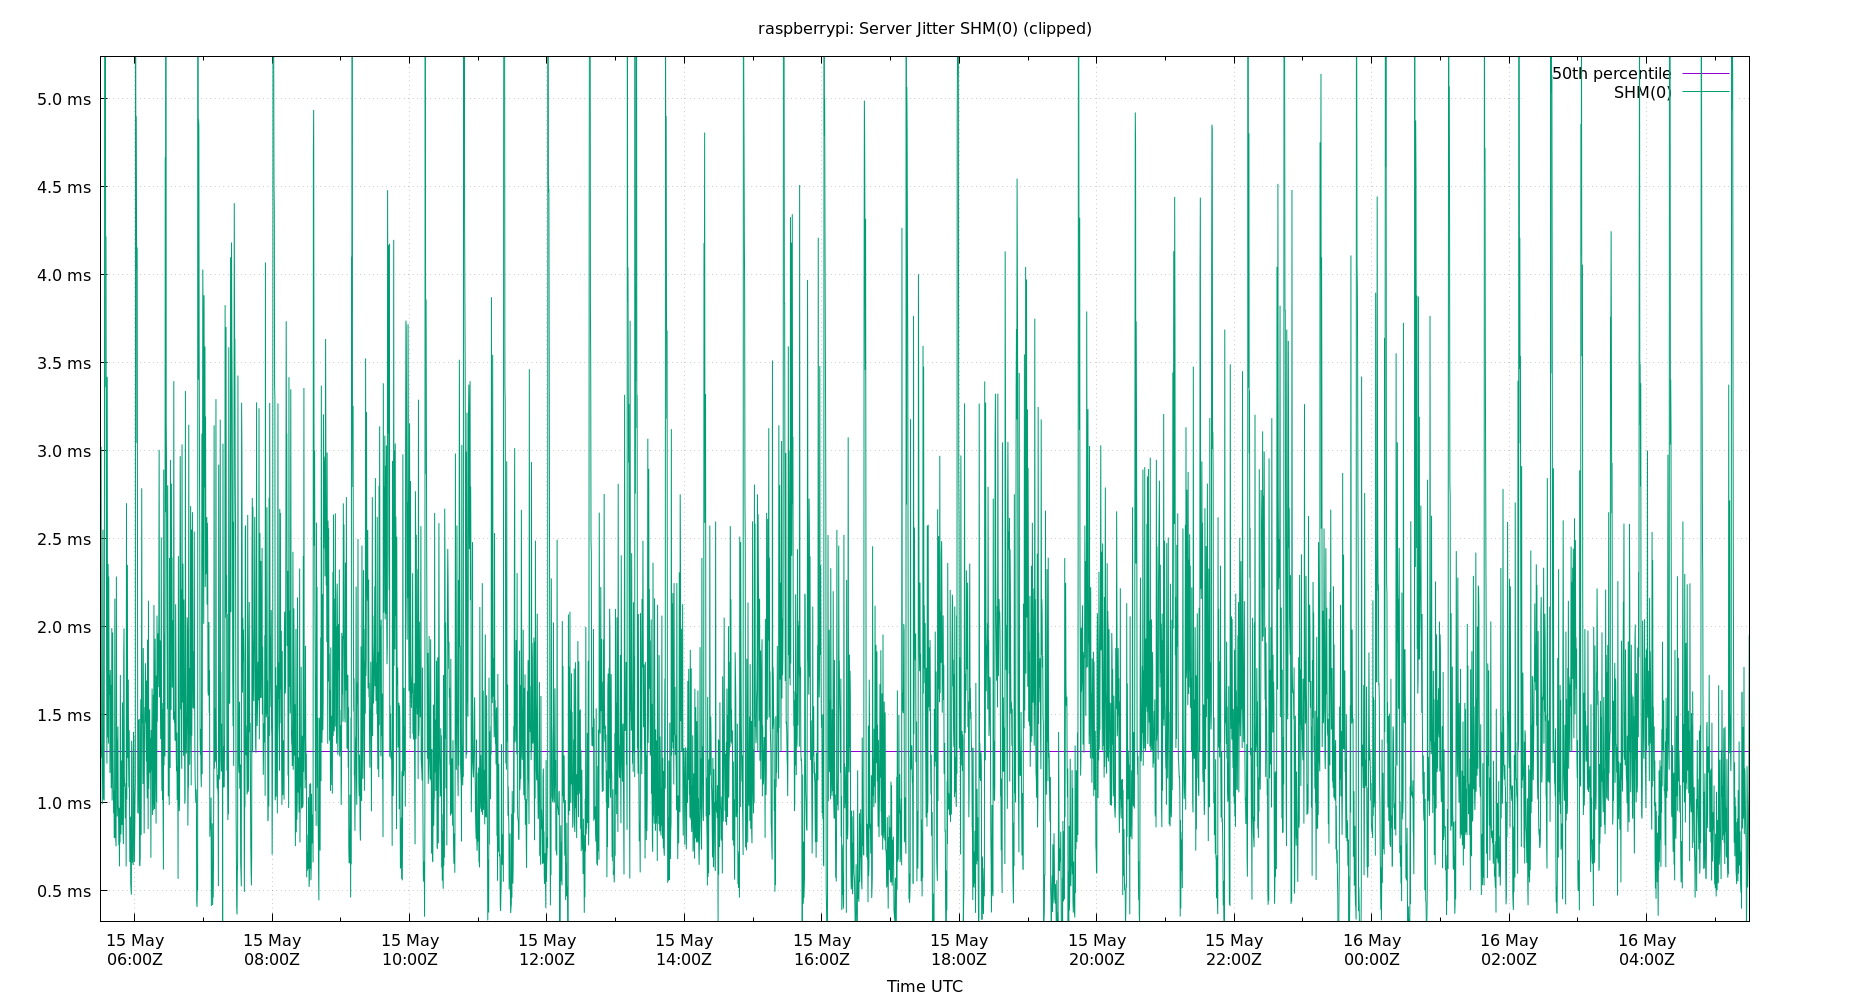 raspberrypi: Server Jitter SHM(0) (clipped)
50th percentile
SHM(0)
5.0 ms
4.5 ms
4.0 ms
3.5 ms
3.0 ms
2.5 ms
2.0 ms
1.5 ms
1.0 ms
0.5 ms
15 May 15 May 15 May 15 May 15 May 15 May 15 May 15 May 15 May 16 May 16 May 16 May
06:00Z 08:00Z 10:00Z 12:00Z 14:00Z 16:00Z 18:00Z 20:00Z 22:00Z 00:00Z 02:00Z 04:00Z
Time UTC